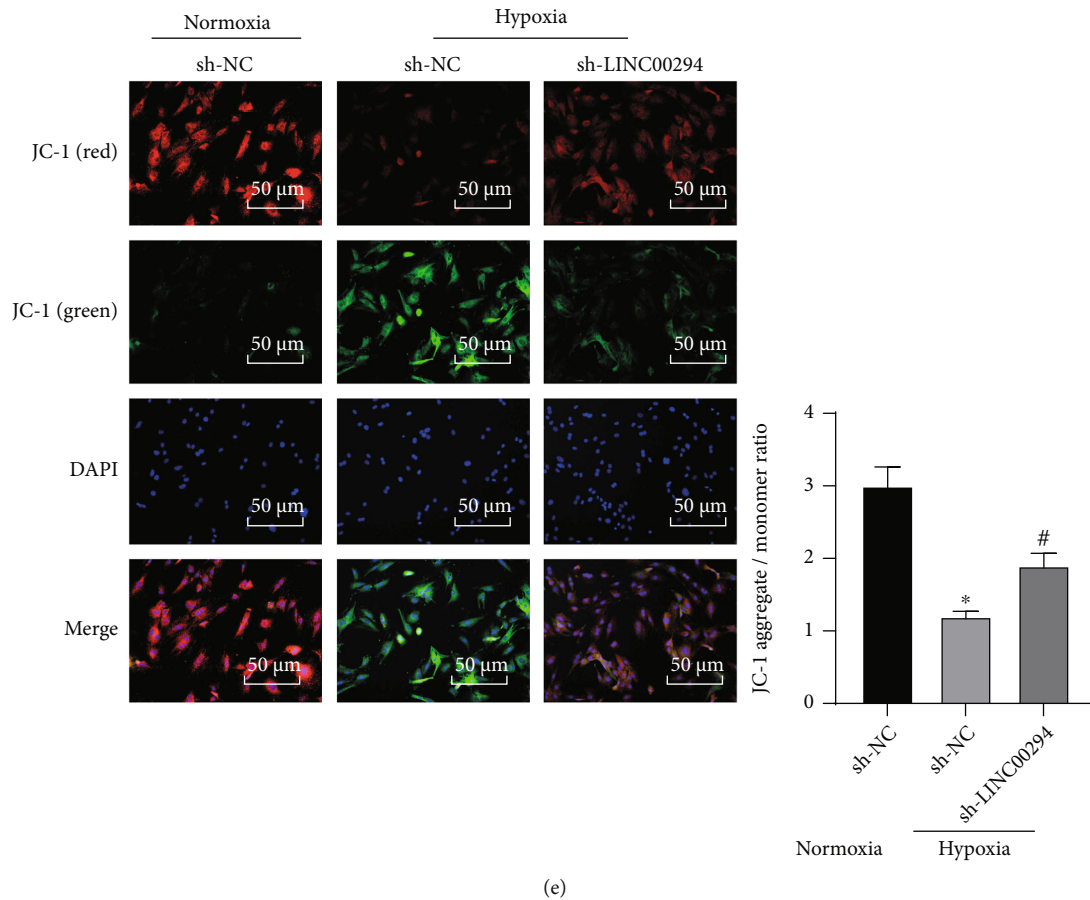 Normoxia
Hypoxia
sh-NC
sh-NC
sh-LINC00294
JC-1 (red)
50 μm
50 μm
50 μm
JC-1 (green)
50 μm
50 μm
50 μm
DAPI
50 μm
50 μm
50 μm
Merge
50 μm
50 μm
50 μm
JC-1 aggregate / monomer ratio
4
3
2
1
0
*
#
sh-NC
sh-NC
sh-LINC00294
Normoxia
Hypoxia
(e)